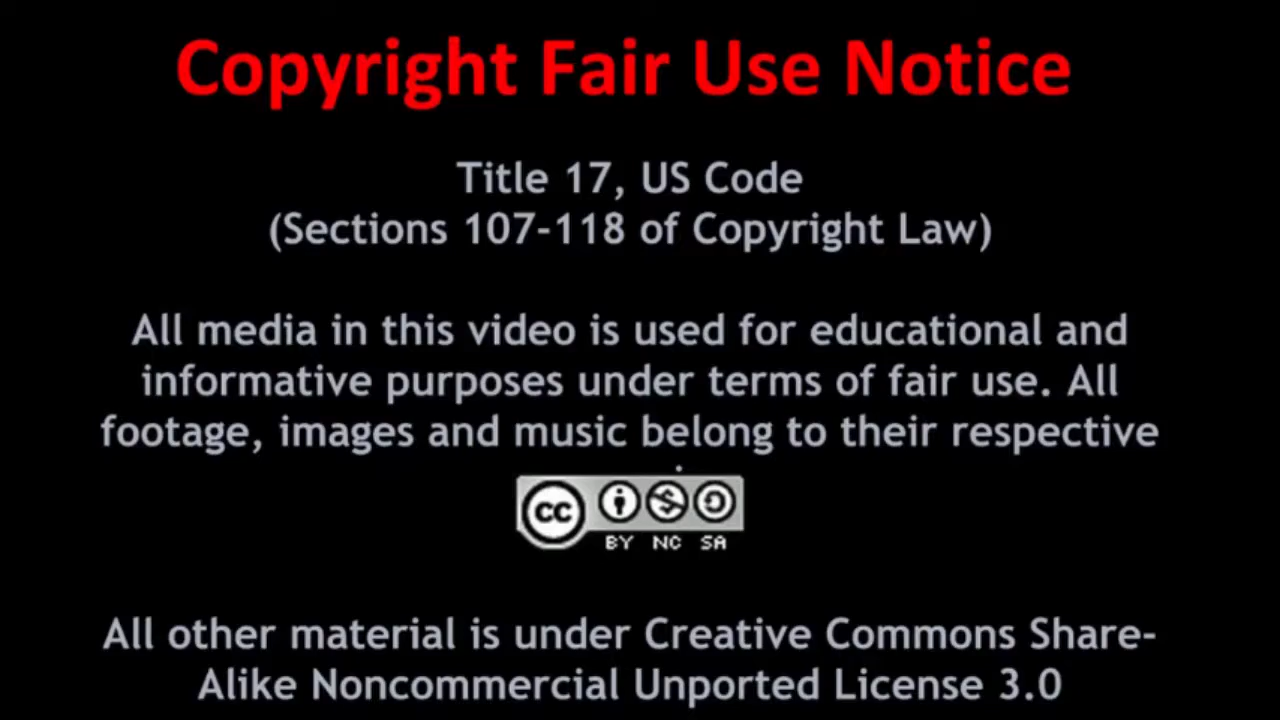 Copyright Fair Use Notice
Title 17, US Code
(Sections 107-118 of Copyright Law)
All media in this video is used for educational and
informative purposes under terms of fair use. All
footage, images and music belong to their respective
cc
BY NC SA
All other material is under Creative Commons Share-
Alike Noncommercial Unported License 3.0